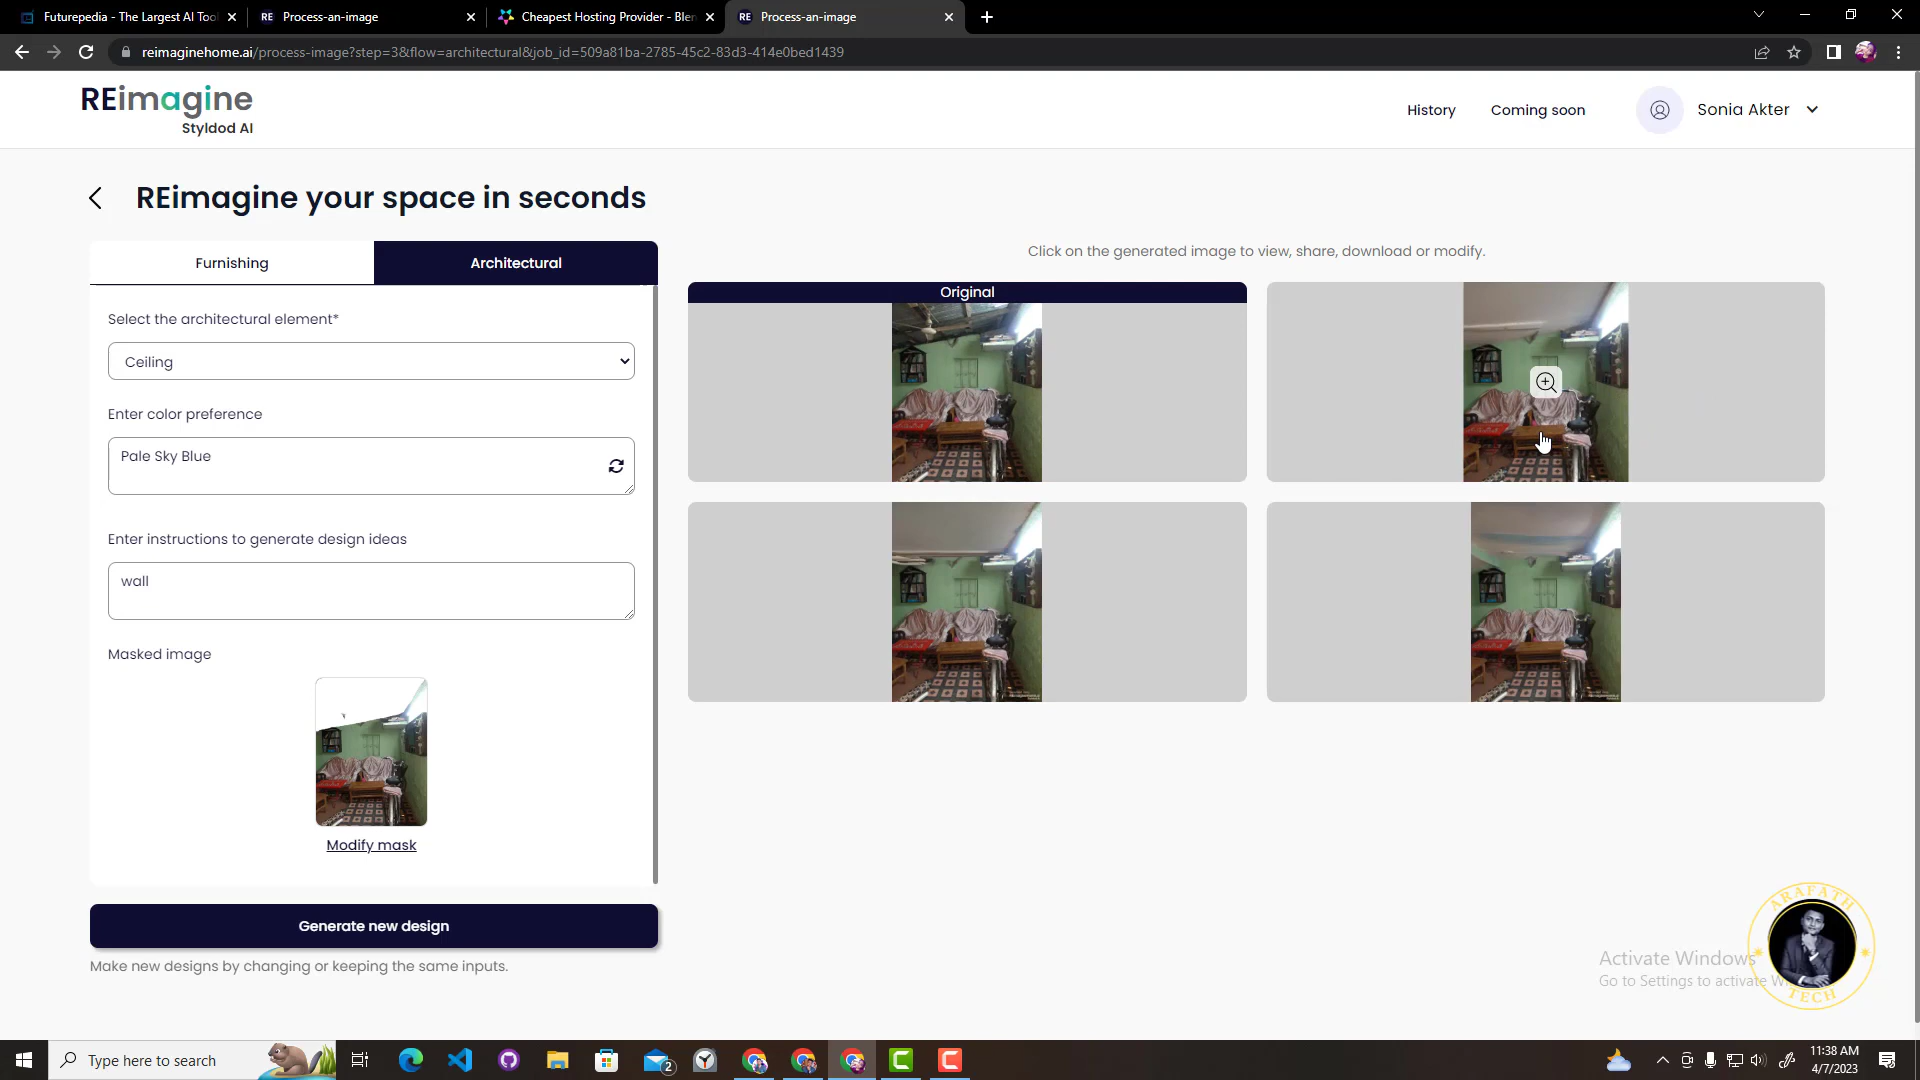 Futurepedia - The Largest AI Tool
Process-an-image
Cheapest Hosting Provider - Blen
Process-an-image
reimaginehome.ai/process-image?step=3&flow=architectural&job_id=509a81ba-2785-45c2-83d3-414e0bed1439
REimagine
Styldod AI
History
Coming soon
Sonia Akter
REimagine your space in seconds
Furnishing
Architectural
Click on the generated image to view, share, download or modify.
Select the architectural element*
Ceiling
Enter color preference
Pale Sky Blue
Enter instructions to generate design ideas
wall
Masked image
Modify mask
Generate new design
Make new designs by changing or keeping the same inputs.
Original
Activate Windows
Go to Settings to activate W
ARAFATH
TECH
Type here to search
2
11:38 AM
4/7/2023